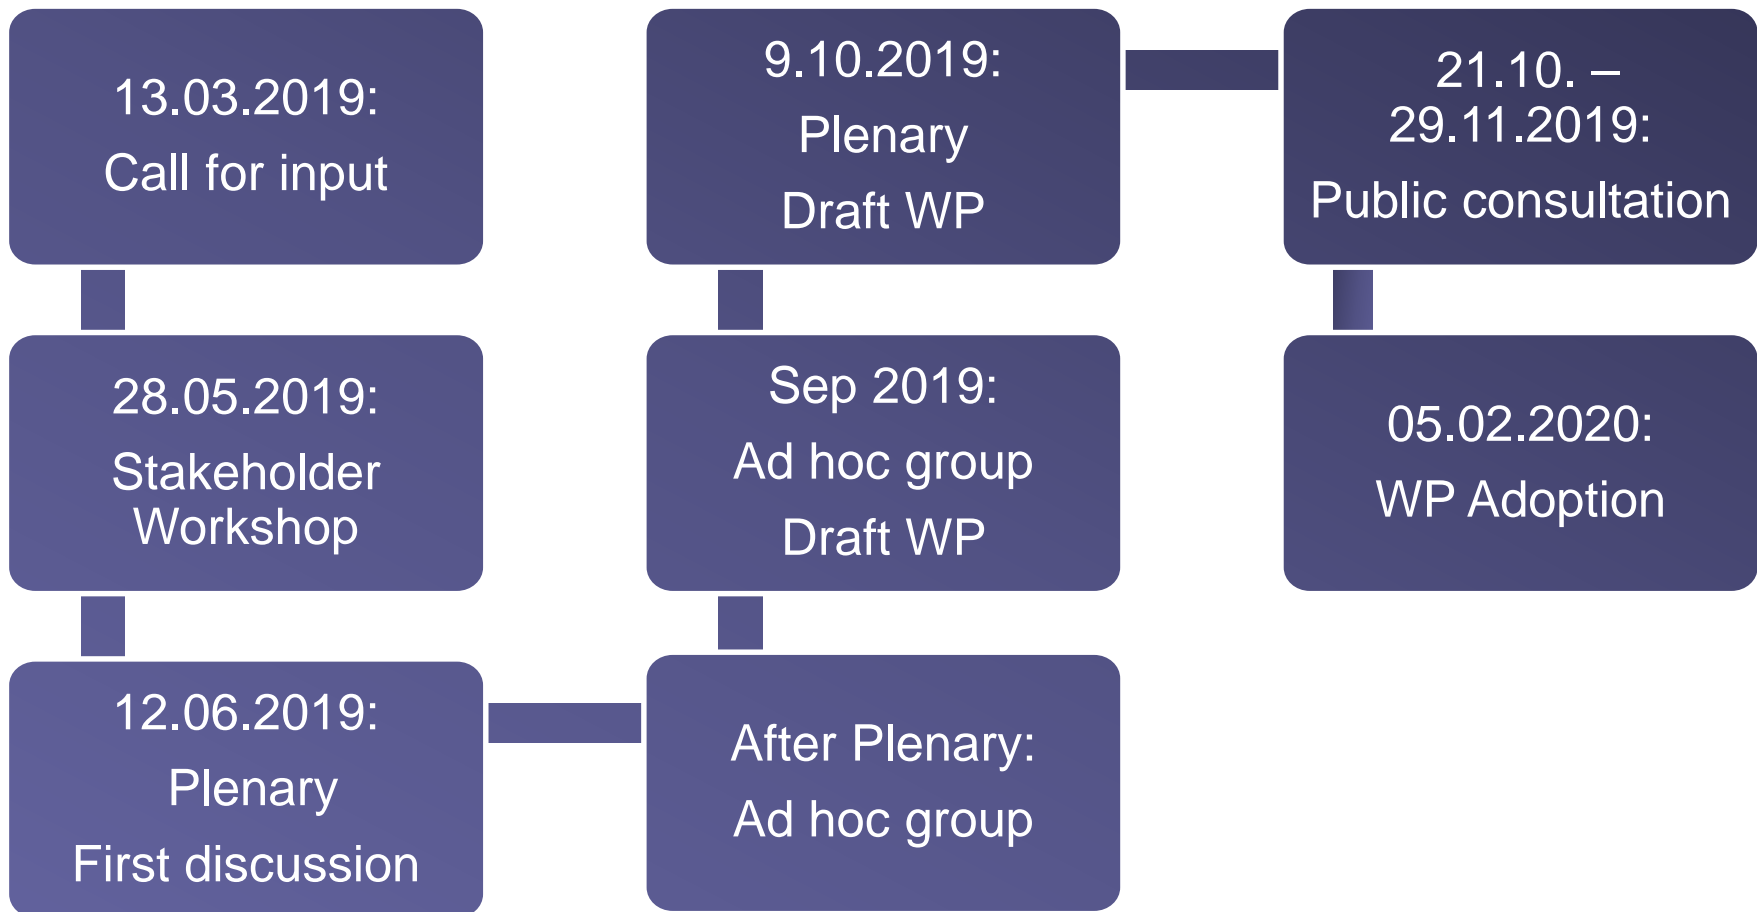 13.03.2019:
Call for input
28.05.2019:
Stakeholder
Workshop
12.06.2019:
Plenary
First discussion
After Plenary:
Ad hoc group
Sep 2019:
Ad hoc group
Draft WP
9.10.2019:
Plenary
Draft WP
21.10. –
29.11.2019:
Public consultation
05.02.2020:
WP Adoption